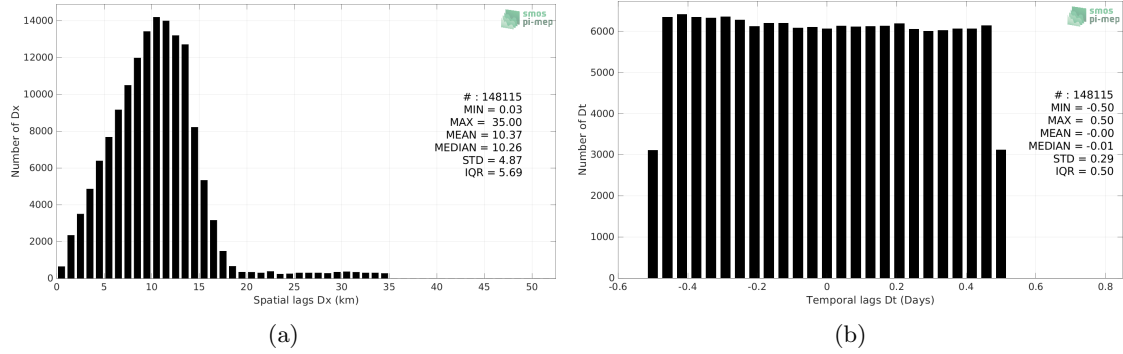 14000
12000
10000
8000
6000
4000
2000
0
Number of Dx
0 5 10 15 20 25 30 35 40 45 50
Spatial lags Dx (km)
smos
pi-mep
# : 148115
MIN = 0.03
MAX = 35.00
MEAN = 10.37
MEDIAN = 10.26
STD = 4.87
IQR = 5.69
(a)
6000
5000
4000
3000
2000
1000
0
Number of Dt
-0.6 -0.4 -0.2 0 0.2 0.4 0.6 0.8
Temporal lags Dt (Days)
smos
pi-mep
# : 148115
MIN = -0.50
MAX = 0.50
MEAN = -0.00
MEDIAN = -0.01
STD = 0.29
IQR = 0.50
(b)